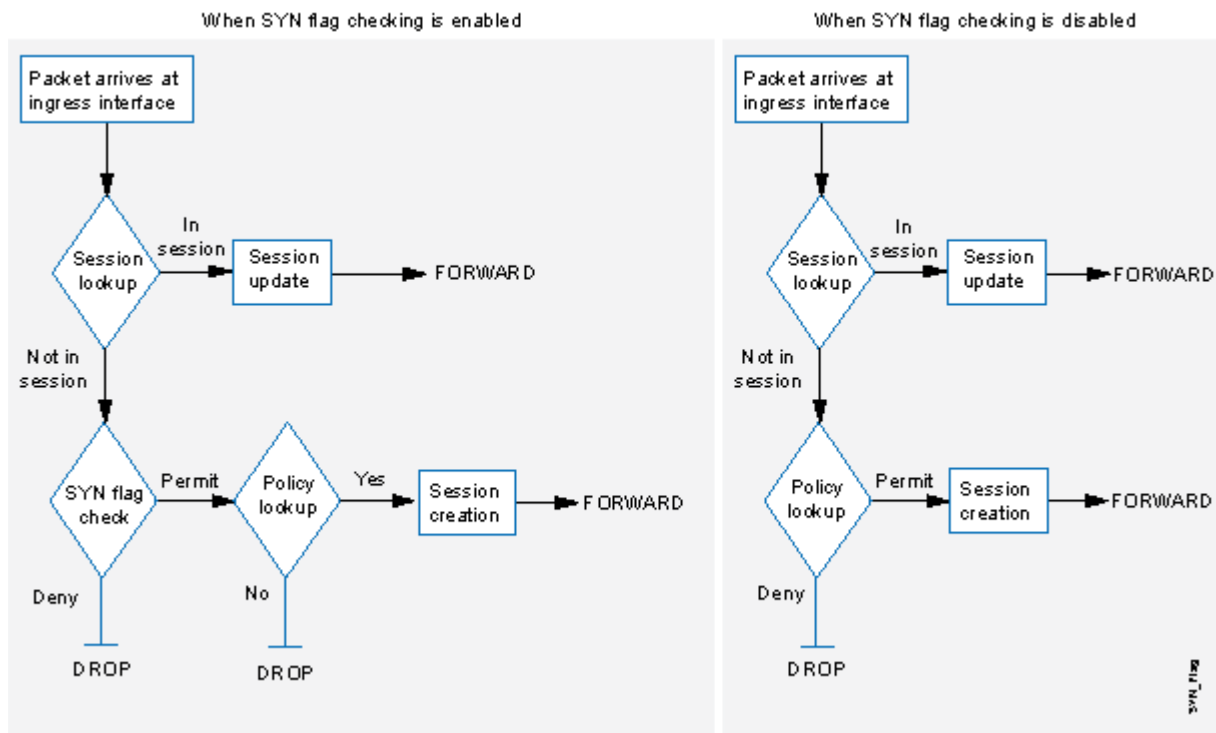 When SYN flag checking is enabled
Packet arrives at
ingress interface
Session
lookup
In
session
Session
update
FORWARD
Not in
session
SYN flag
check
Permit
Policy
lookup
Yes
Session
creation
FORWARD
Deny
DROP
No
DROP
When SYN flag checking is disabled
Packet arrives at
ingress interface
Session
lookup
In
session
Session
update
FORWARD
Not in
session
Policy
lookup
Permit
Session
creation
FORWARD
Deny
DROP